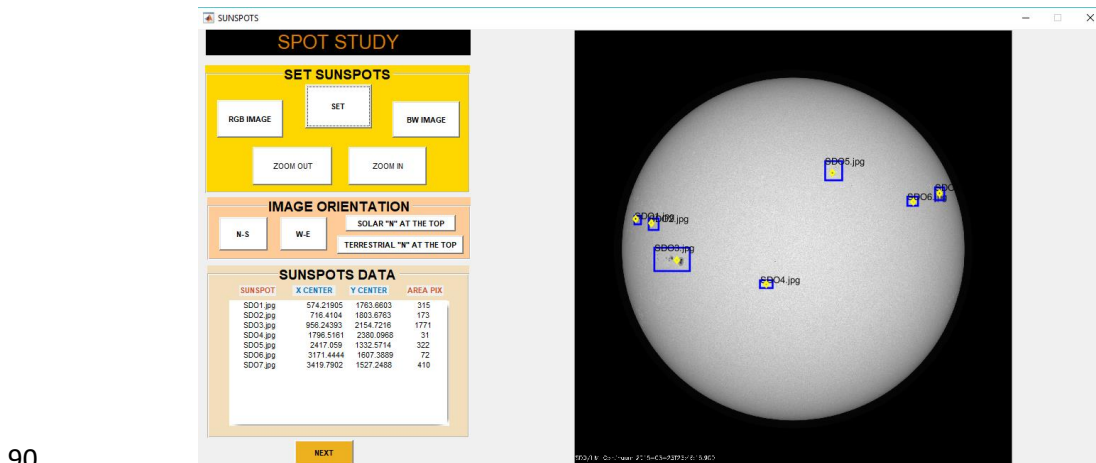 SUNSPOTS
SPOT STUDY
SET SUNSPOTS
RGB IMAGE
SET
BW IMAGE
ZOOM OUT
ZOOM IN
IMAGE ORIENTATION
N-S
W-E
SOLAR "N" AT THE TOP
TERRESTRIAL "N" AT THE TOP
SUNSPOTS DATA
SUNSPOT X CENTER Y CENTER AREA PIX
SDO1.jpg 574.21905 1763.6603 315
SDO2.jpg 716.4104 1803.6763 173
SDO3.jpg 956.24393 2154.7216 1771
SDO4.jpg 1796.5161 2380.0968 31
SDO5.jpg 2417.059 1332.5714 322
SDO6.jpg 3171.4444 1607.3889 72
SDO7.jpg 3419.7902 1527.2488 410
NEXT
SDO5.jpg
SDO6.jpg
SDO3.jpg
SDO4.jpg
90